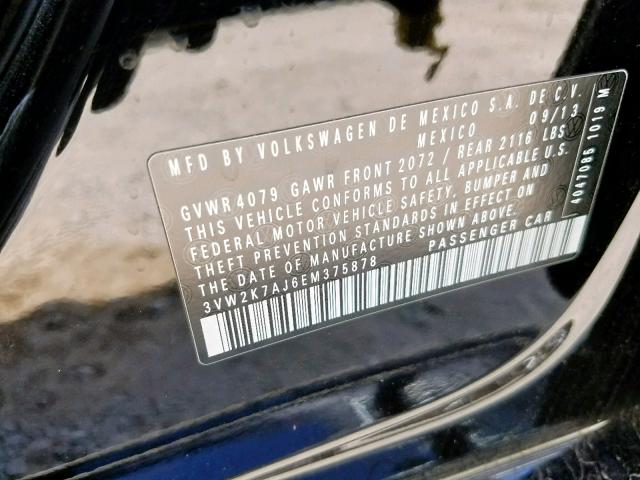 MFD BY VOLKSWAGEN DE MEXICO S.A. DE C.V.
MEXICO 09/13
GVWR 4079 GAWR FRONT 2072 / REAR 2116 LBS
THIS VEHICLE CONFORMS TO ALL APPLICABLE U.S.
FEDERAL MOTOR VEHICLE SAFETY, BUMPER AND
THEFT PREVENTION STANDARDS IN EFFECT ON
THE DATE OF MANUFACTURE SHOWN ABOVE.
3VW2K7AJ6EM375878 PASSENGER CAR
4047085 1019 M